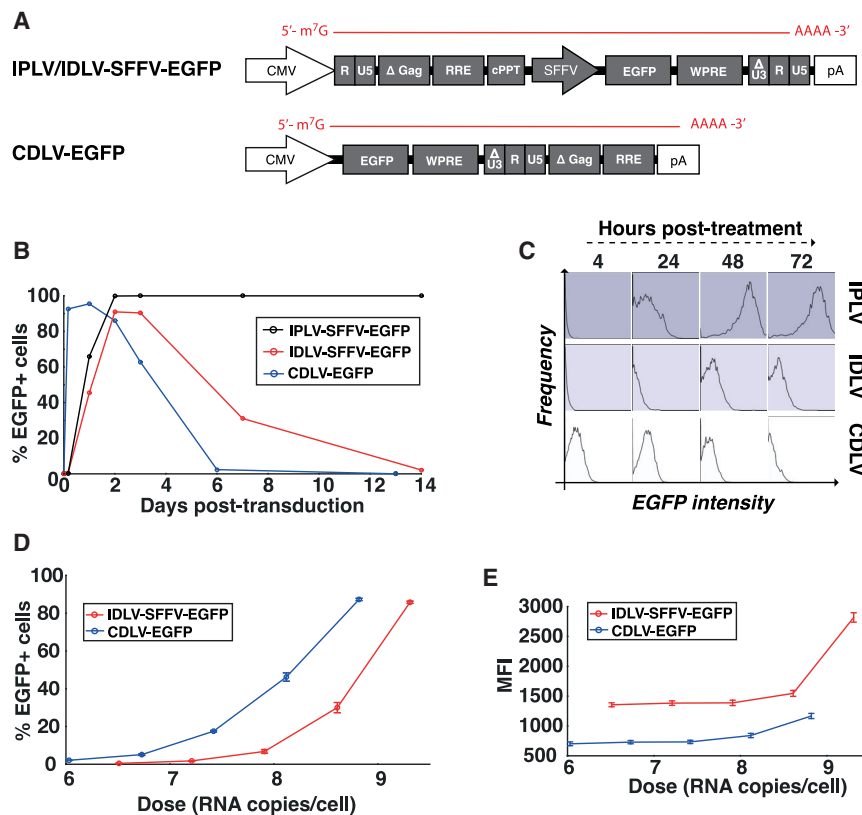 A
5'- m⁷G AAAA -3'
IPLV/IDLV-SFFV-EGFP
CMV R U5 Δ Gag RRE cPPT SFFV EGFP WPRE Δ U3 R U5 pA
5'- m⁷G AAAA -3'
CDLV-EGFP
CMV EGFP WPRE Δ U3 R U5 Δ Gag RRE pA
B
% EGFP+ cells
100
80
60
40
20
0
0 2 4 6 8 10 12 14
Days post-transduction
IPLV-SFFV-EGFP
IDLV-SFFV-EGFP
CDLV-EGFP
C
Hours post-treatment
4 24 48 72
IPLV
IDLV
CDLV
Frequency
EGFP intensity
D
% EGFP+ cells
100
80
60
40
20
0
6 7 8 9
Dose (RNA copies/cell)
IDLV-SFFV-EGFP
CDLV-EGFP
E
MFI
3000
2500
2000
1500
1000
500
6 7 8 9
Dose (RNA copies/cell)
IDLV-SFFV-EGFP
CDLV-EGFP